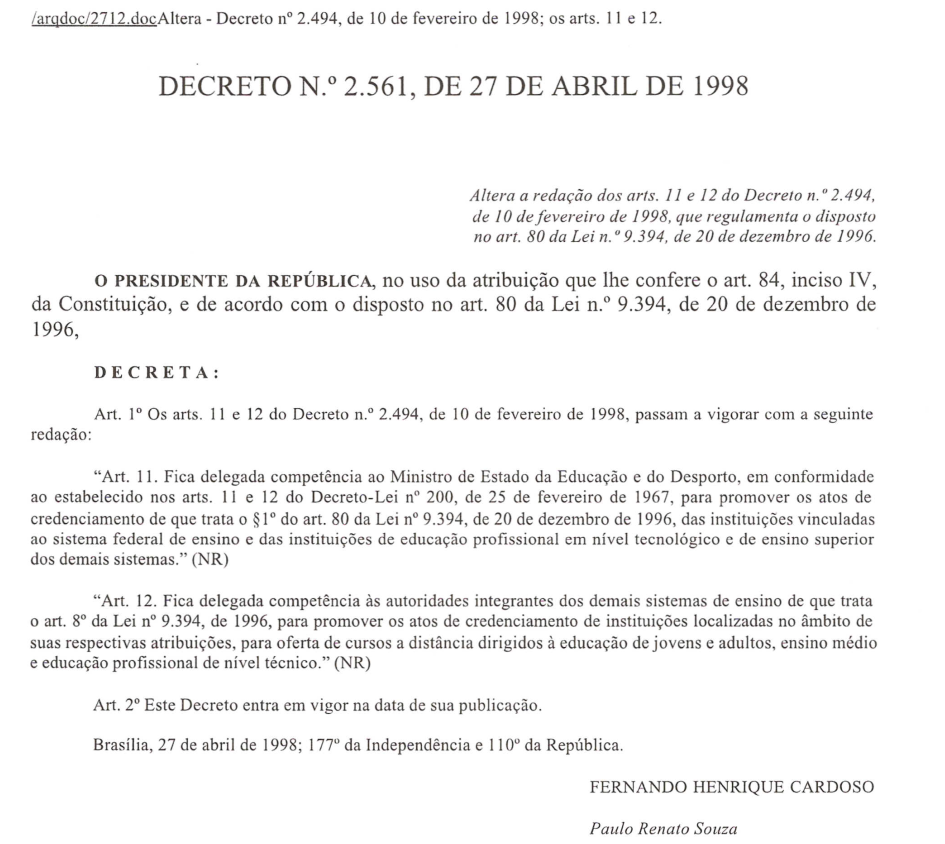 /arqdoc/2712.docAltera - Decreto nº 2.494, de 10 de fevereiro de 1998; os arts. 11 e 12.
DECRETO N.º 2.561, DE 27 DE ABRIL DE 1998
Altera a redação dos arts. 11 e 12 do Decreto n.º 2.494,
de 10 de fevereiro de 1998, que regulamenta o disposto
no art. 80 da Lei n.º 9.394, de 20 de dezembro de 1996.
O PRESIDENTE DA REPÚBLICA, no uso da atribuição que lhe confere o art. 84, inciso IV,
da Constituição, e de acordo com o disposto no art. 80 da Lei n.º 9.394, de 20 de dezembro de
1996,
D E C R E T A :
Art. 1º Os arts. 11 e 12 do Decreto n.º 2.494, de 10 de fevereiro de 1998, passam a vigorar com a seguinte
redação:
“Art. 11. Fica delegada competência ao Ministro de Estado da Educação e do Desporto, em conformidade
ao estabelecido nos arts. 11 e 12 do Decreto-Lei nº 200, de 25 de fevereiro de 1967, para promover os atos de
credenciamento de que trata o §1º do art. 80 da Lei nº 9.394, de 20 de dezembro de 1996, das instituições vinculadas
ao sistema federal de ensino e das instituições de educação profissional em nível tecnológico e de ensino superior
dos demais sistemas.” (NR)
“Art. 12. Fica delegada competência às autoridades integrantes dos demais sistemas de ensino de que trata
o art. 8º da Lei nº 9.394, de 1996, para promover os atos de credenciamento de instituições localizadas no âmbito de
suas respectivas atribuições, para oferta de cursos a distância dirigidos à educação de jovens e adultos, ensino médio
e educação profissional de nível técnico.” (NR)
Art. 2º Este Decreto entra em vigor na data de sua publicação.
Brasília, 27 de abril de 1998; 177º da Independência e 110º da República.
FERNANDO HENRIQUE CARDOSO
Paulo Renato Souza